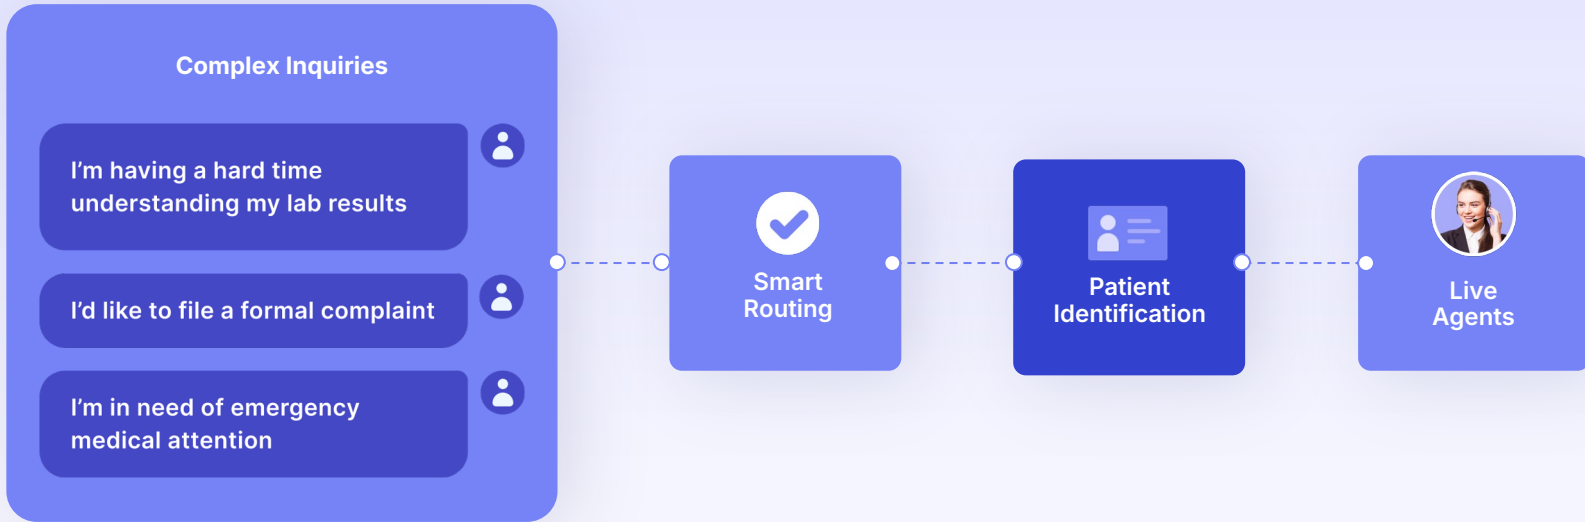 Complex Inquiries
I’m having a hard time
understanding my lab results
I’d like to file a formal complaint
I’m in need of emergency
medical attention
Smart
Routing
Patient
Identification
Live
Agents